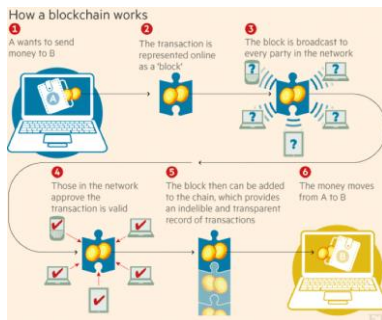 How a blockchain works
1
A wants to send
money to B
2
The transaction is
represented online
as a 'block'
3
The block is broadcast to
every party in the network
A
?
?
?
?
?
4
Those in the network
approve the
transaction is valid
5
The block then can be added
to the chain, which provides
an indelible and transparent
record of transactions
6
The money moves
from A to B